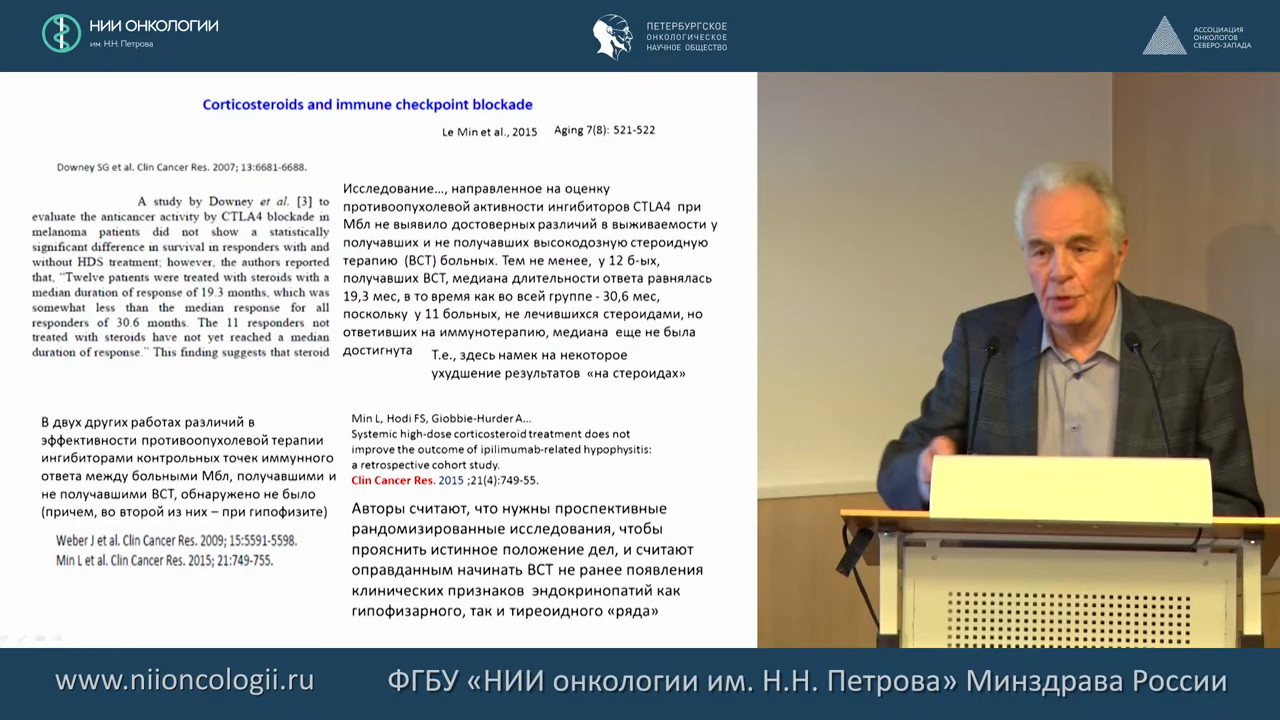 НИИ ОНКОЛОГИИ
им. Н.Н. Петрова
ПЕТЕРБУРГСКОЕ
ОНКОЛОГИЧЕСКОЕ
НАУЧНОЕ ОБЩЕСТВО
АССОЦИАЦИЯ
ОНКОЛОГОВ
СЕВЕРО-ЗАПАДА
Corticosteroids and immune checkpoint blockade
Le Min et al., 2015 Aging 7(8): 521-522
Downey SG et al. Clin Cancer Res. 2007; 13:6681-6688.
A study by Downey et al. [3] to
evaluate the anticancer activity by CTLA4 blockade in
melanoma patients did not show a statistically
significant difference in survival in responders with and
without HDS treatment; however, the authors reported
that, “Twelve patients were treated with steroids with a
median duration of response of 19.3 months, which was
somewhat less than the median response for all
responders of 30.6 months. The 11 responders not
treated with steroids have not yet reached a median
duration of response.” This finding suggests that steroid
Исследование…, направленное на оценку
противоопухолевой активности ингибиторов CTLA4 при
Мбл не выявило достоверных различий в выживаемости у
получавших и не получавших высокодозную стероидную
терапию (ВСТ) больных. Тем не менее, у 12 б-ых,
получавших ВСТ, медиана длительности ответа равнялась
19,3 мес, в то время как во всей группе - 30,6 мес,
поскольку у 11 больных, не лечившихся стероидами, но
ответивших на иммунотерапию, медиана еще не была
достигнута
Т.е., здесь намек на некоторое
ухудшение результатов «на стероидах»
В двух других работах различий в
эффективности противоопухолевой терапии
ингибиторами контрольных точек иммунного
ответа между больными Мбл, получавшими и
не получавшими ВСТ, обнаружено не было
(причем, во второй из них – при гипофизите)
Weber J et al. Clin Cancer Res. 2009; 15:5591-5598.
Min L et al. Clin Cancer Res. 2015; 21:749-755.
Min L, Hodi FS, Giobbie-Hurder A...
Systemic high-dose corticosteroid treatment does not
improve the outcome of ipilimumab-related hypophysitis:
a retrospective cohort study.
Clin Cancer Res. 2015 ;21(4):749-55.
Авторы считают, что нужны проспективные
рандомизированные исследования, чтобы
прояснить истинное положение дел, и считают
оправданным начинать ВСТ не ранее появления
клинических признаков эндокринопатий как
гипофизарного, так и тиреоидного «ряда»
www.niioncologii.ru
ФГБУ «НИИ онкологии им. Н.Н. Петрова» Минздрава России